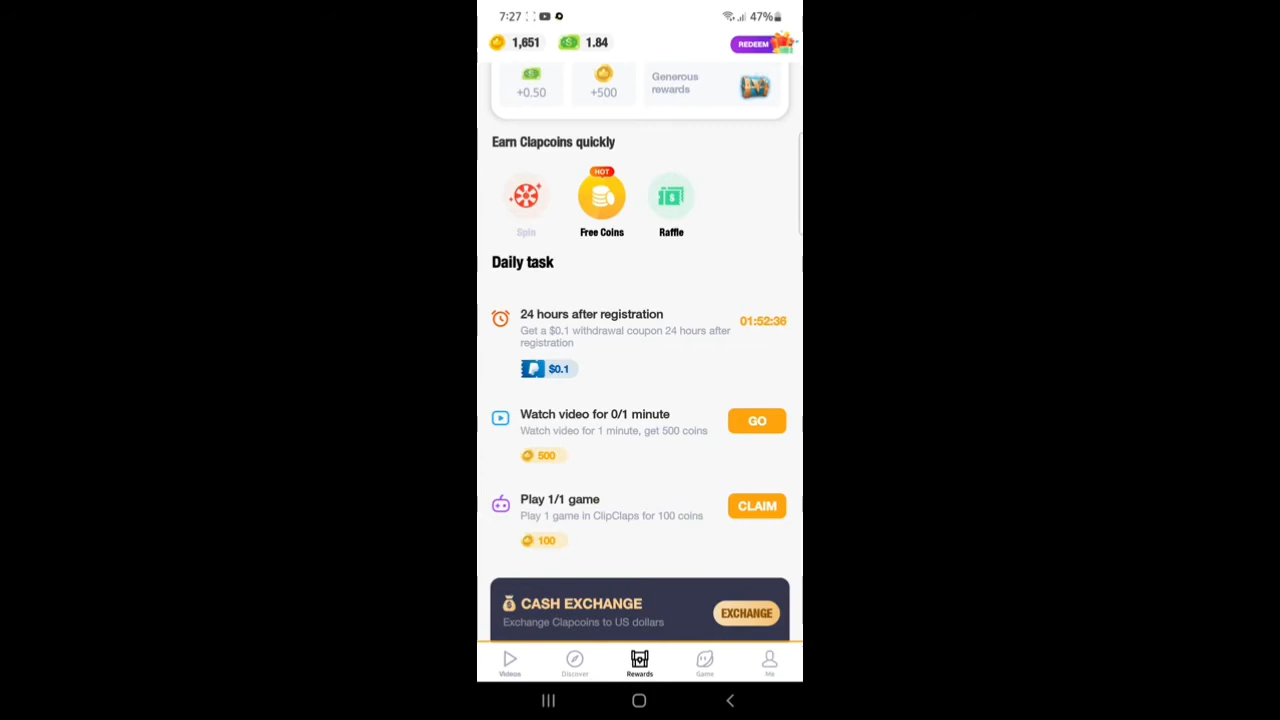 7:27
47%
1,651
1.84
REDEEM
+0.50
+500
Generous
rewards
Earn Clapcoins quickly
HOT
Spin
Free Coins
Raffle
Daily task
24 hours after registration
01:52:36
Get a $0.1 withdrawal coupon 24 hours after
registration
$0.1
Watch video for 0/1 minute
GO
Watch video for 1 minute, get 500 coins
500
Play 1/1 game
CLAIM
Play 1 game in ClipClaps for 100 coins
100
CASH EXCHANGE
EXCHANGE
Exchange Clapcoins to US dollars
Videos
Discover
Rewards
Game
Me